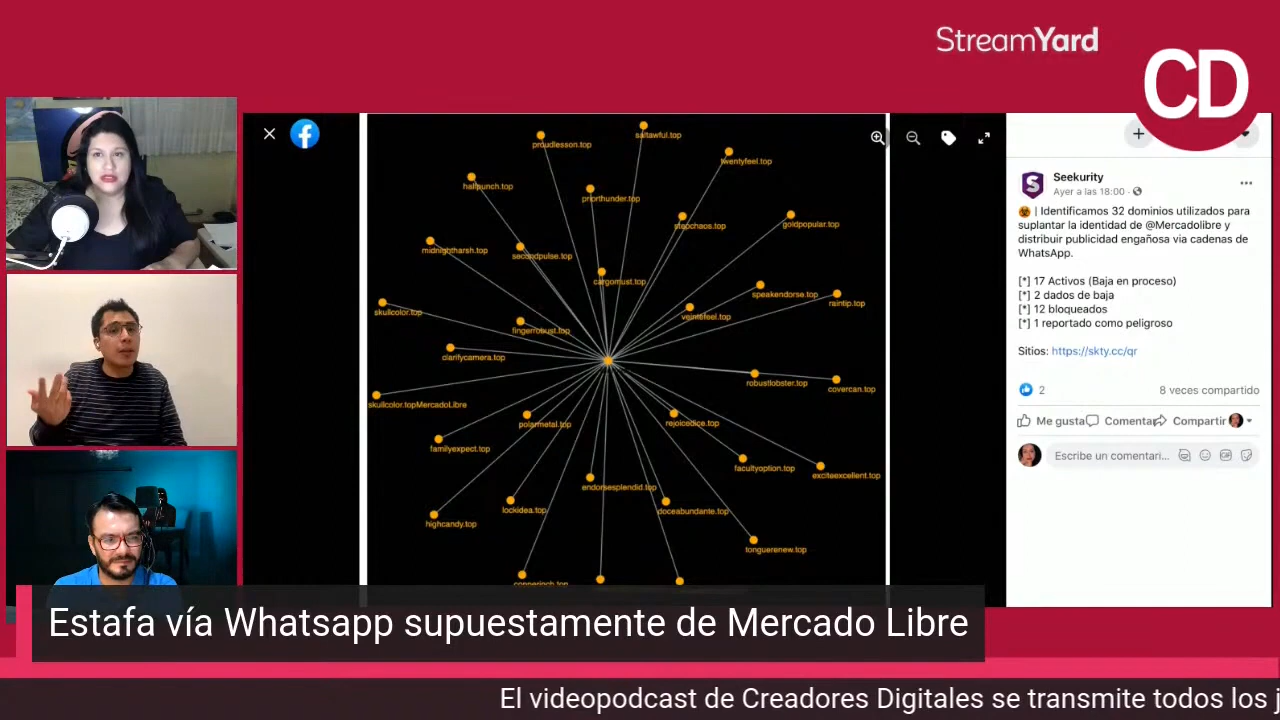 StreamYard
CD
proudlesson.top
saltawful.top
twentyfeel.top
hallpunch.top
priorthunder.top
stepchaos.top
goldpopular.top
midnightharsh.top
secondpulse.top
cargomust.top
speakendorse.top
raintip.top
skullcolor.top
fingerrobust.top
veintefeel.top
clarifycamera.top
robustlobster.top
covercan.top
skullcolor.topMercadoLibre
polarmetal.top
rejoicedice.top
familyexpect.top
facultyoption.top
exciteexcellent.top
endorsesplendid.top
highcandy.top
lockidea.top
doceabundante.top
tonguerenew.top
Seekurity
Ayer a las 18:00 ·
| Identificamos 32 dominios utilizados para
suplantar la identidad de @Mercadolibre y
distribuir publicidad engañosa via cadenas de
WhatsApp.
[*] 17 Activos (Baja en proceso)
[*] 2 dados de baja
[*] 12 bloqueados
[*] 1 reportado como peligroso
Sitios: https://skty.cc/qr
2
8 veces compartido
Me gusta
Comentar
Compartir
Escribe un comentari...
Estafa vía Whatsapp supuestamente de Mercado Libre
El videopodcast de Creadores Digitales se transmite todos los j